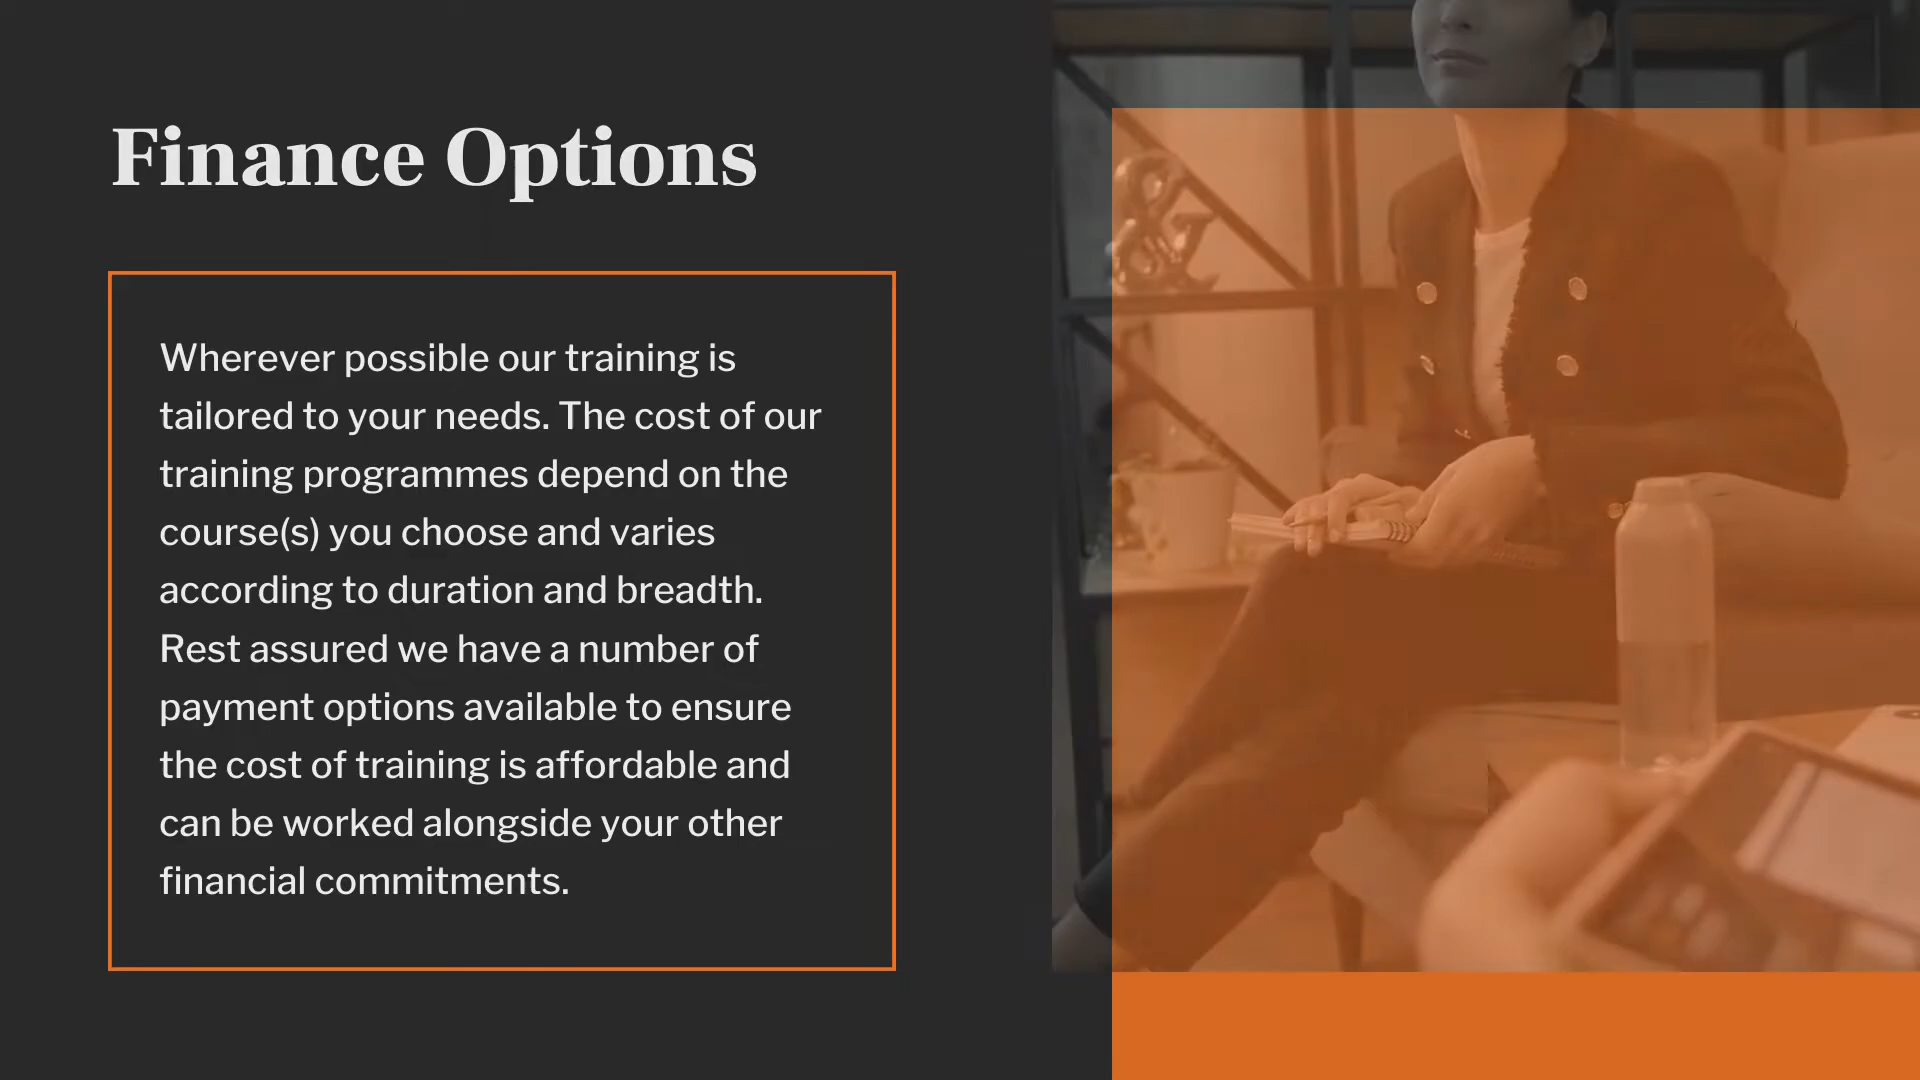 Finance Options
Wherever possible our training is
tailored to your needs. The cost of our
training programmes depend on the
course(s) you choose and varies
according to duration and breadth.
Rest assured we have a number of
payment options available to ensure
the cost of training is affordable and
can be worked alongside your other
financial commitments.